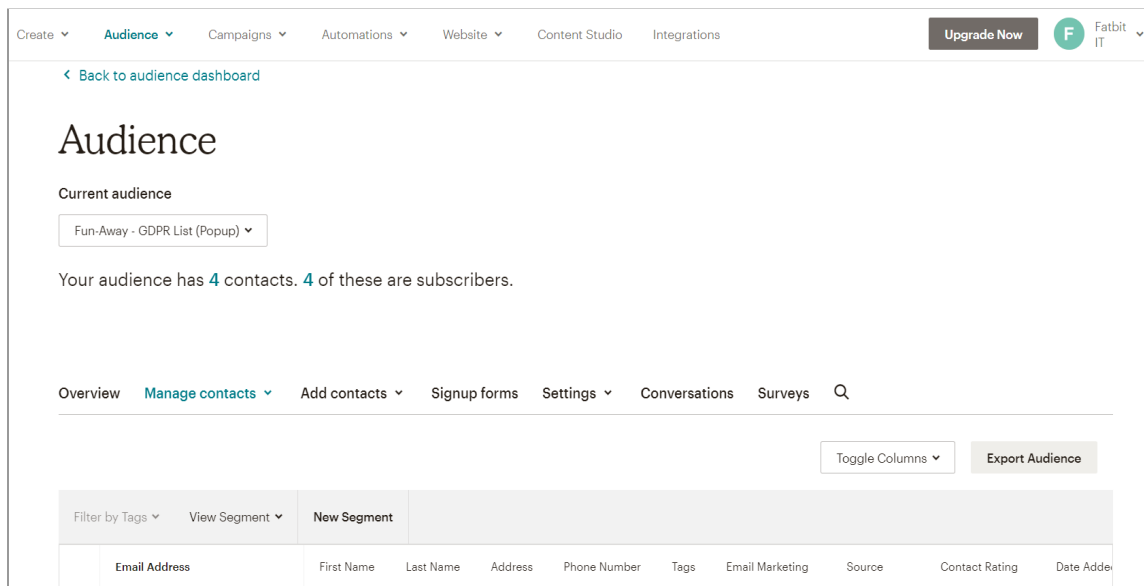 Create Audience Campaigns Automations Website Content Studio Integrations Upgrade Now F Fatbit IT
Back to audience dashboard
Audience
Current audience
Fun-Away - GDPR List (Popup)
Your audience has 4 contacts. 4 of these are subscribers.
Overview Manage contacts Add contacts Signup forms Settings Conversations Surveys
Toggle Columns Export Audience
Filter by Tags View Segment New Segment
Email Address First Name Last Name Address Phone Number Tags Email Marketing Source Contact Rating Date Adde